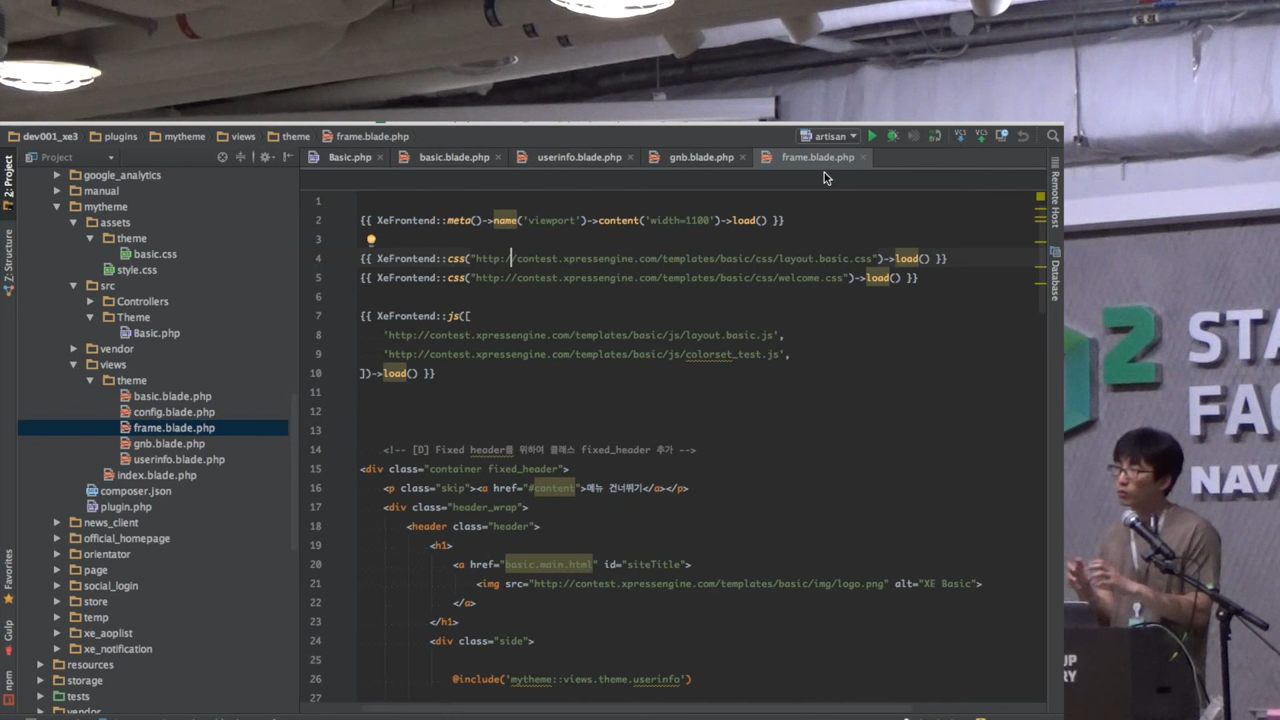 dev001_xe3 plugins mytheme views theme frame.blade.php artisan
Project
Basic.php basic.blade.php userinfo.blade.php gnb.blade.php frame.blade.php
2: Project
Z: Structure
Favorites
Gulp
npm
google_analytics
manual
mytheme
assets
theme
basic.css
style.css
src
Controllers
Theme
Basic.php
vendor
views
theme
basic.blade.php
config.blade.php
frame.blade.php
gnb.blade.php
userinfo.blade.php
index.blade.php
composer.json
plugin.php
news_client
official_homepage
orientator
page
social_login
store
temp
xe_aoplist
xe_notification
resources
storage
tests
vendor
1
2 {{ XeFrontend::meta()->name('viewport')->content('width=1100')->load() }}
3
4 {{ XeFrontend::css("http://contest.xpressengine.com/templates/basic/css/layout.basic.css")->load() }}
5 {{ XeFrontend::css("http://contest.xpressengine.com/templates/basic/css/welcome.css")->load() }}
6
7 {{ XeFrontend::js([
8 'http://contest.xpressengine.com/templates/basic/js/layout.basic.js',
9 'http://contest.xpressengine.com/templates/basic/js/colorset_test.js',
10 ])->load() }}
11
12
13
14 <!-- [D] Fixed header를 위하여 클래스 fixed_header 추가 -->
15 <div class="container fixed_header">
16 <p class="skip"><a href="#content">메뉴 건너뛰기</a></p>
17 <div class="header_wrap">
18 <header class="header">
19 <h1>
20 <a href="basic.main.html" id="siteTitle">
21 <img src="http://contest.xpressengine.com/templates/basic/img/logo.png" alt="XE Basic">
22 </a>
23 </h1>
24 <div class="side">
25
26 @include('mytheme::views.theme.userinfo')
27
Remote Host
Database
2 STA
FAC
NAV
UP
RY